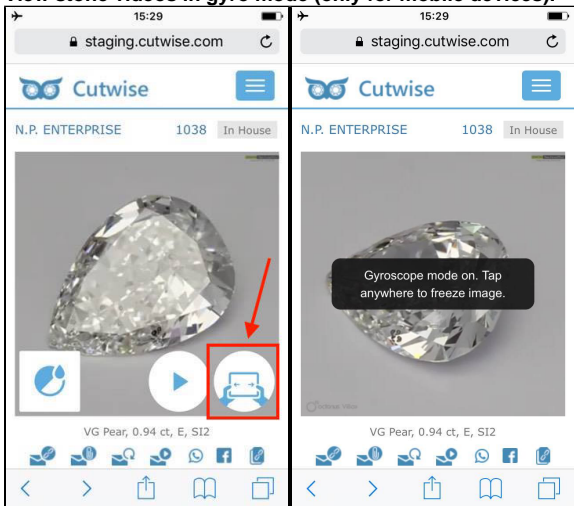 View stone videos in gyro mode (only for mobile devices):
15:29
staging.cutwise.com
Cutwise
N.P. ENTERPRISE 1038 In House
VG Pear, 0.94 ct, E, SI2
15:29
staging.cutwise.com
Cutwise
N.P. ENTERPRISE 1038 In House
Gyroscope mode on. Tap
anywhere to freeze image.
VG Pear, 0.94 ct, E, SI2